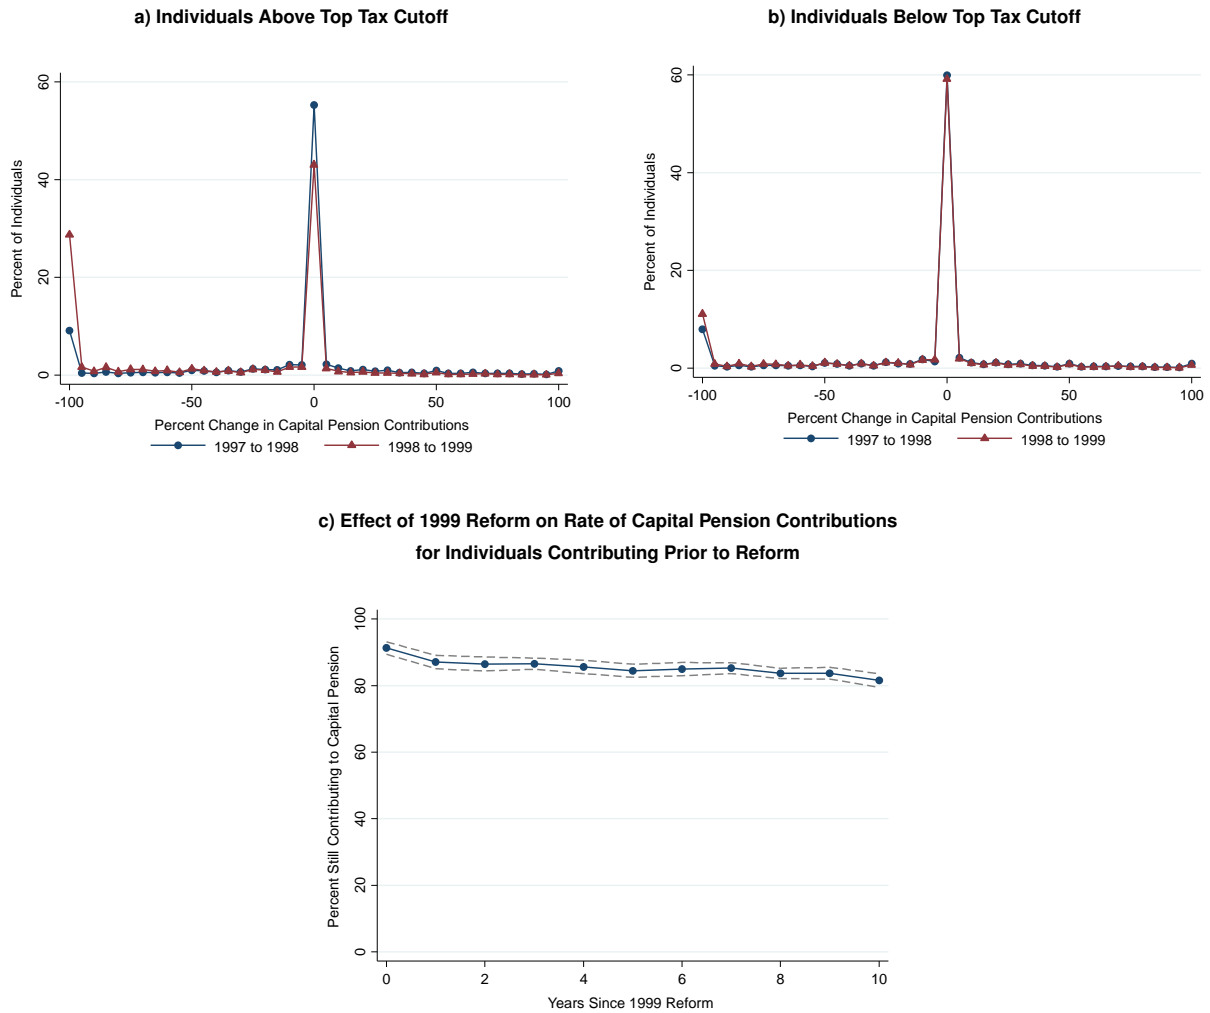 a) Individuals Above Top Tax Cutoff
Percent of Individuals
60
40
20
0
-100 -50 0 50 100
Percent Change in Capital Pension Contributions
1997 to 1998 1998 to 1999
b) Individuals Below Top Tax Cutoff
Percent of Individuals
60
40
20
0
-100 -50 0 50 100
Percent Change in Capital Pension Contributions
1997 to 1998 1998 to 1999
c) Effect of 1999 Reform on Rate of Capital Pension Contributions
for Individuals Contributing Prior to Reform
Percent Still Contributing to Capital Pension
100
80
60
40
20
0
0 2 4 6 8 10
Years Since 1999 Reform